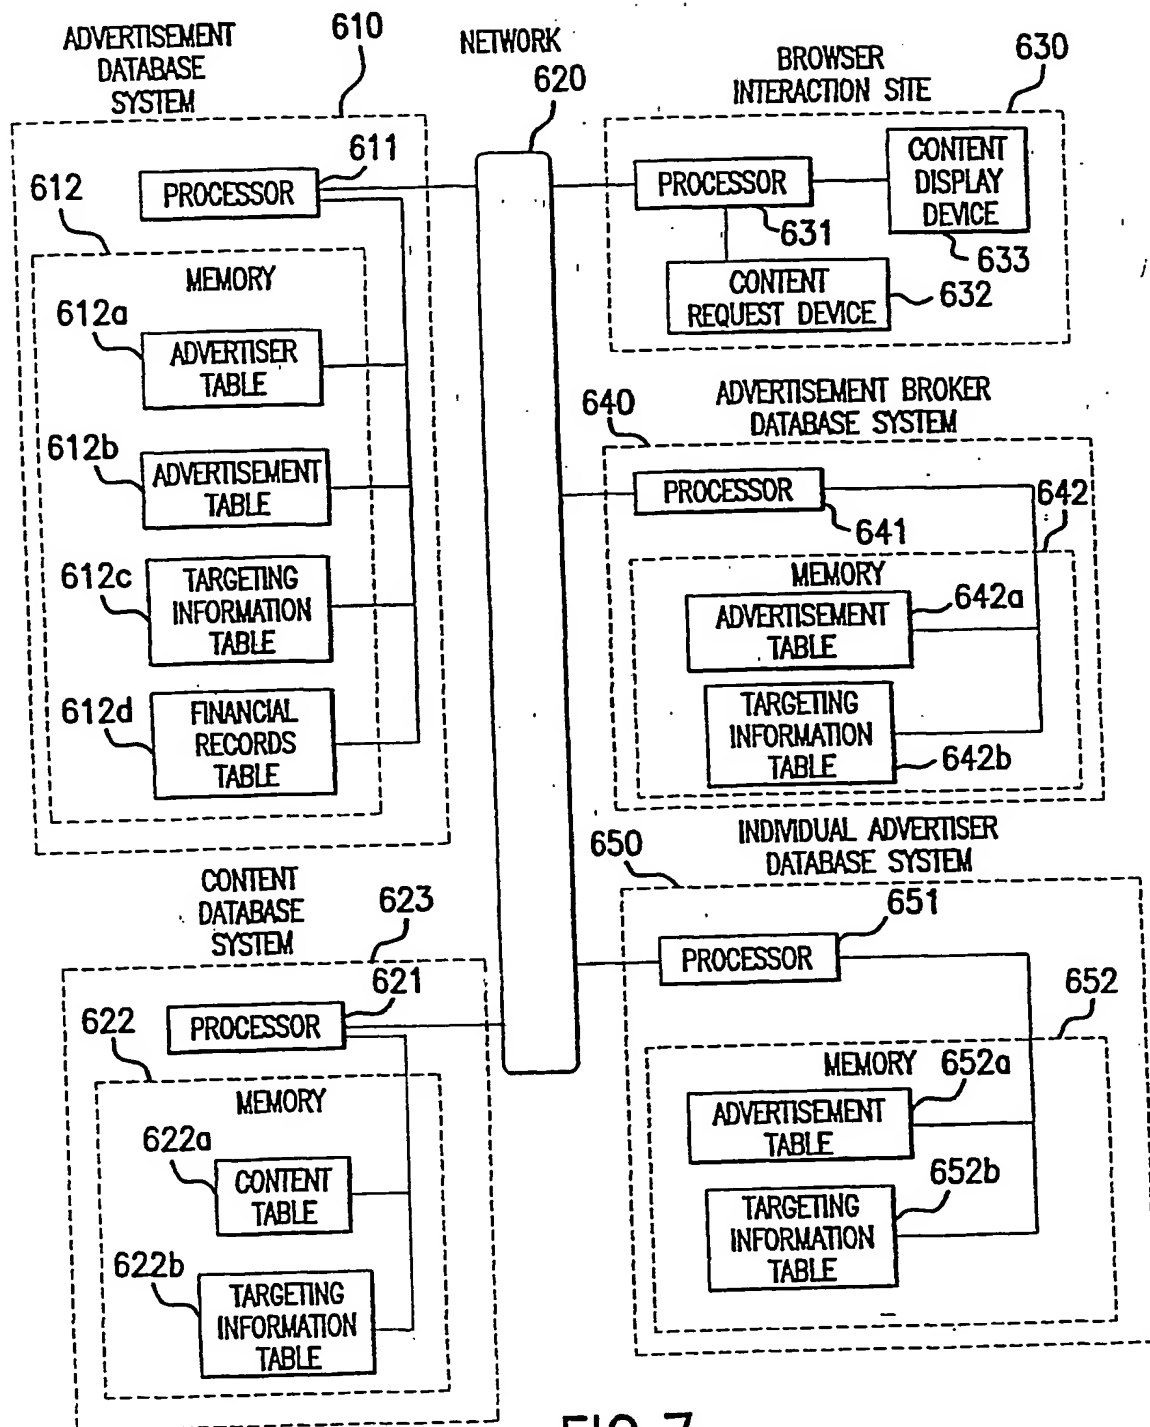 ADVERTISEMENT
DATABASE
SYSTEM
610
611
PROCESSOR
612
MEMORY
612a
ADVERTISER
TABLE
612b
ADVERTISEMENT
TABLE
612c
TARGETING
INFORMATION
TABLE
612d
FINANCIAL
RECORDS
TABLE
NETWORK
620
BROWSER
INTERACTION SITE
630
PROCESSOR
631
CONTENT
DISPLAY
DEVICE
633
CONTENT
REQUEST DEVICE
632
640
ADVERTISEMENT BROKER
DATABASE SYSTEM
PROCESSOR
641
642
MEMORY
ADVERTISEMENT
TABLE
642a
TARGETING
INFORMATION
TABLE
642b
CONTENT
DATABASE
SYSTEM
623
621
PROCESSOR
622
MEMORY
622a
CONTENT
TABLE
622b
TARGETING
INFORMATION
TABLE
INDIVIDUAL ADVERTISER
DATABASE SYSTEM
650
651
PROCESSOR
652
MEMORY
652a
ADVERTISEMENT
TABLE
652b
TARGETING
INFORMATION
TABLE
FIG. 7